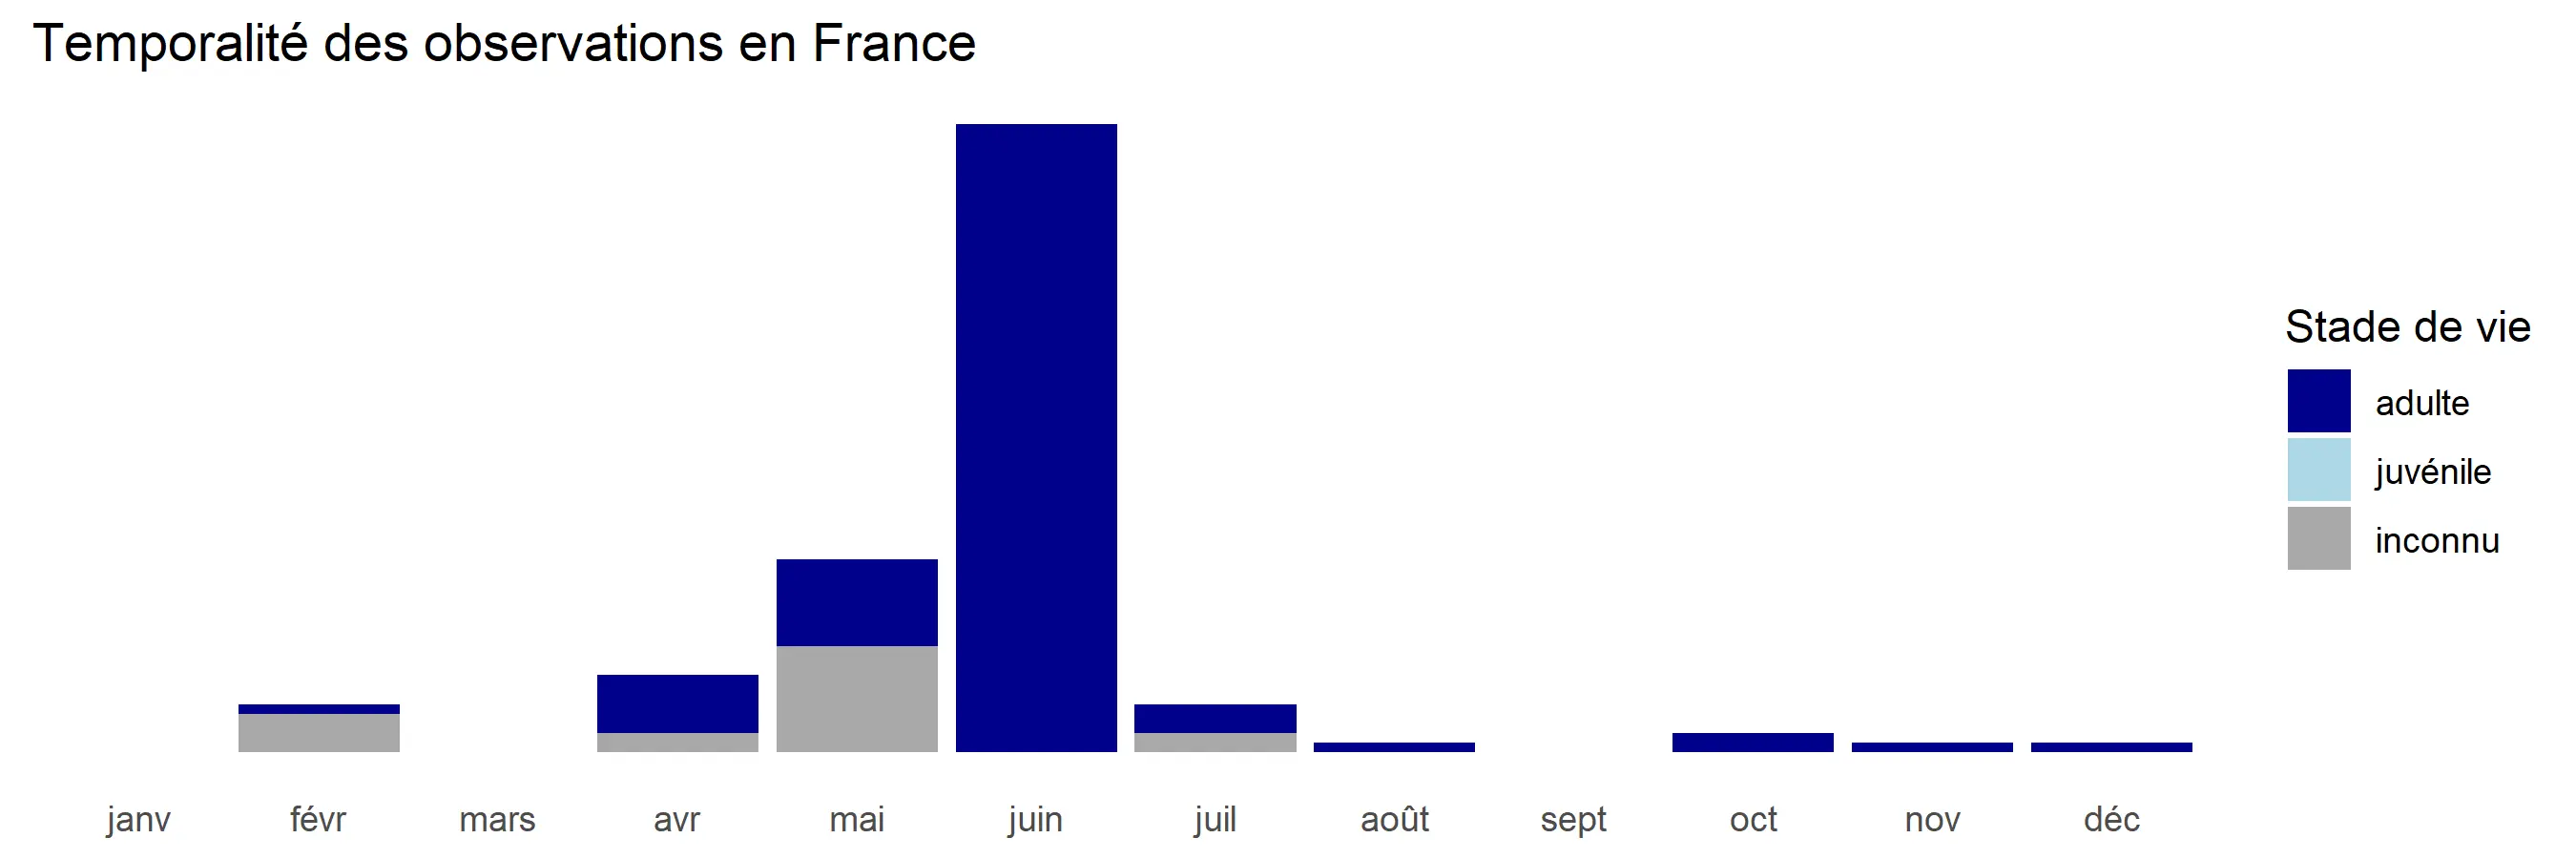 Temporalité des observations en France
Stade de vie
adulte
juvénile
inconnu
janv févr mars avr mai juin juil août sept oct nov déc